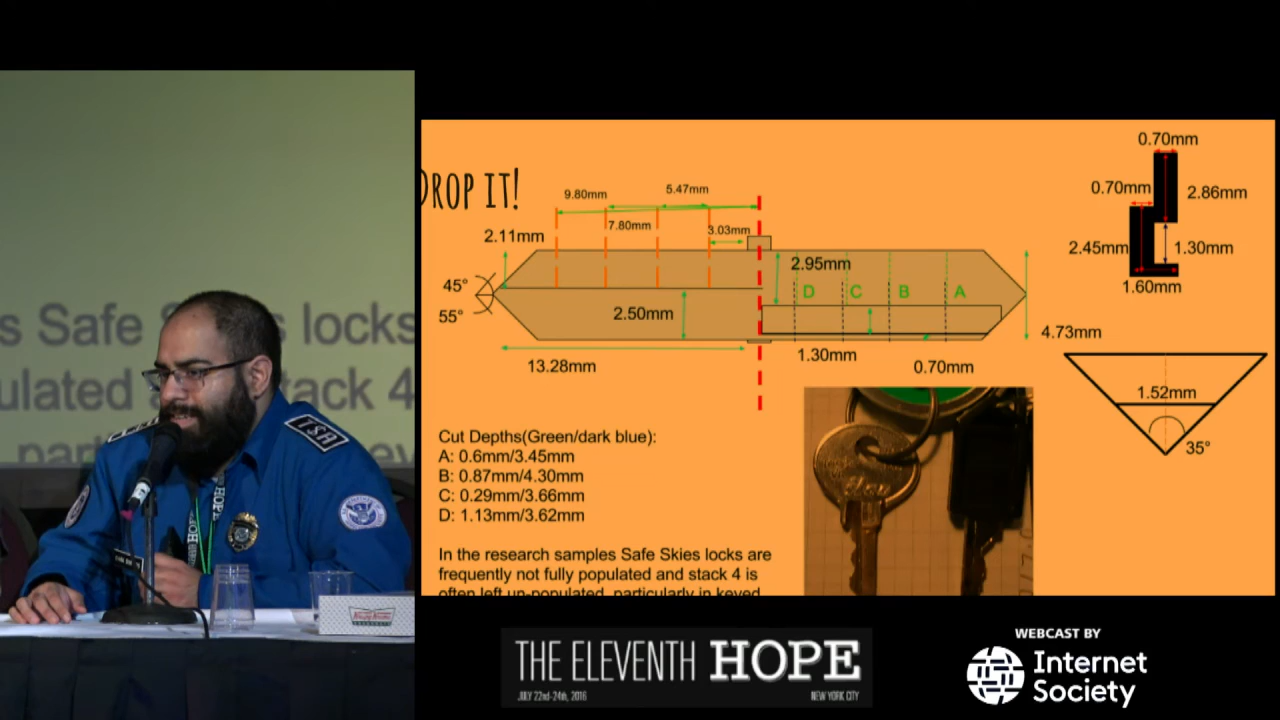 DROP IT!
9.80mm
5.47mm
7.80mm
3.03mm
2.11mm
45°
55°
2.50mm
13.28mm
2.95mm
D C B A
1.30mm
0.70mm
4.73mm
0.70mm
0.70mm
2.86mm
2.45mm
1.30mm
1.60mm
1.52mm
35°
Cut Depths(Green/dark blue):
A: 0.6mm/3.45mm
B: 0.87mm/4.30mm
C: 0.29mm/3.66mm
D: 1.13mm/3.62mm
In the research samples Safe Skies locks are
frequently not fully populated and stack 4 is
often left un-populated, particularly in keyed
s Safe S s locks
ulated stack 4
part
TSA
HOPE
Krispy Kreme
THE ELEVENTH HOPE
JULY 22nd-24th, 2016
NEW YORK CITY
WEBCAST BY
Internet
Society